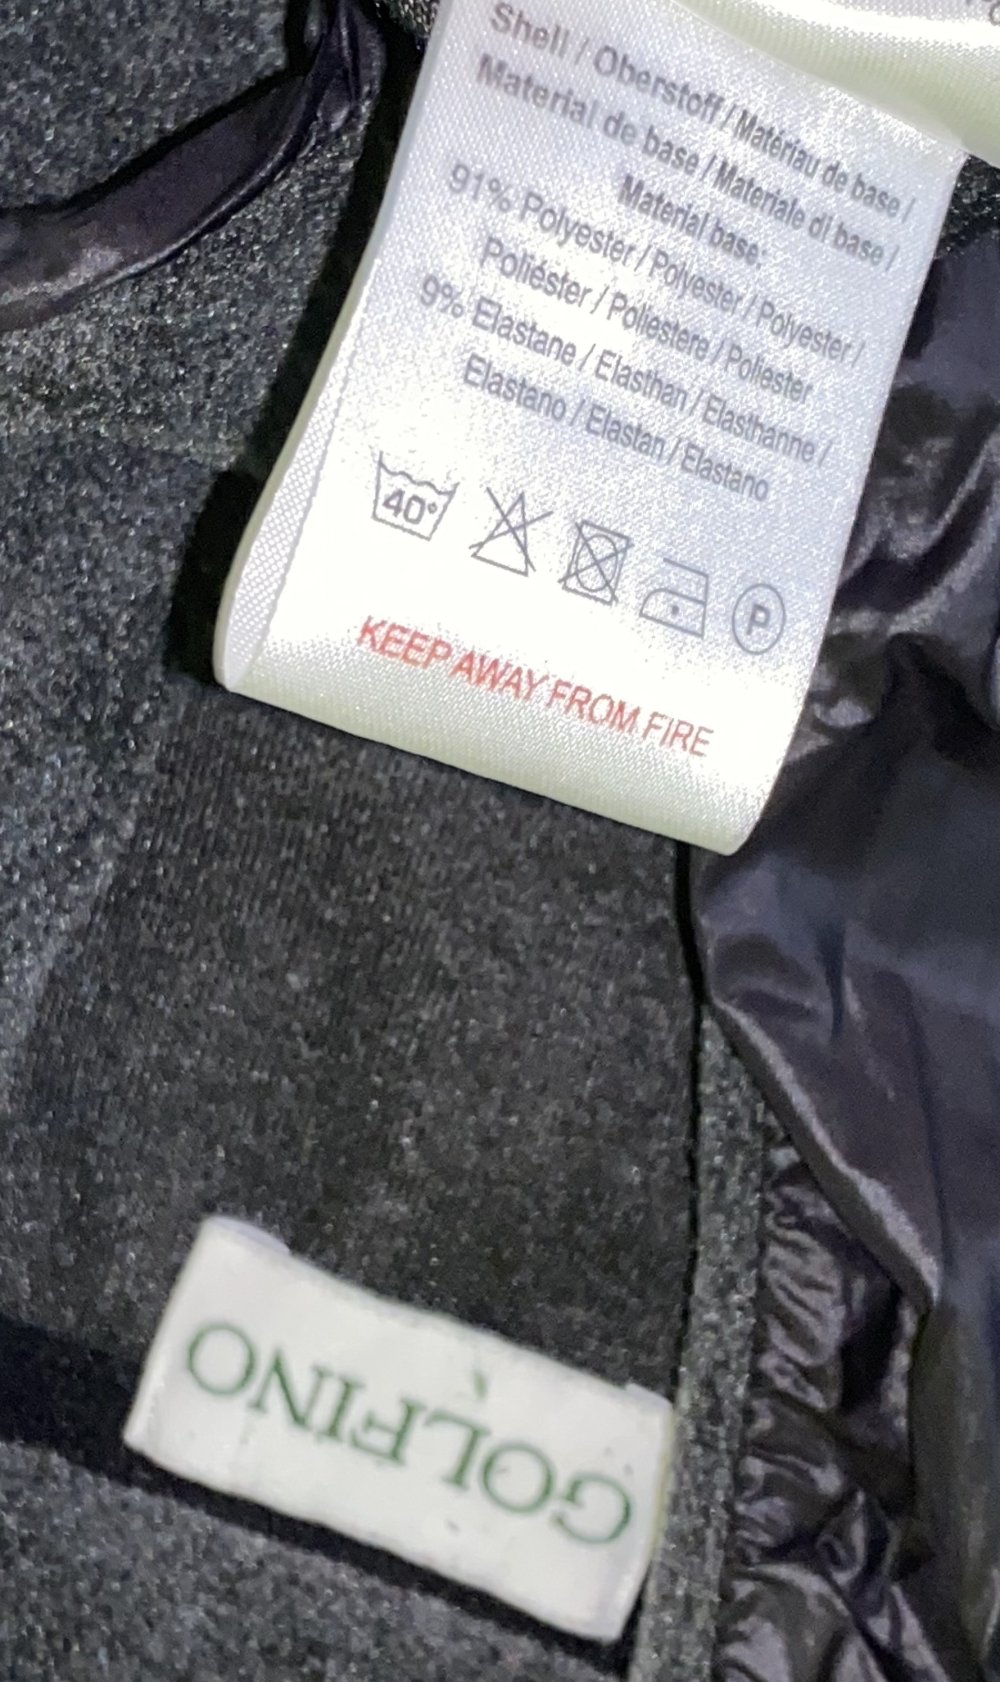 Shell / Oberstoff / Matériau de base /
Material de base / Materiale di base /
Material base:
91% Polyester / Polyester / Polyester /
Poliéster / Poliestere / Poliester
9% Elastane / Elasthan / Elasthanne /
Elastano / Elastan / Elastano
40°
P
KEEP AWAY FROM FIRE
GOLFINO